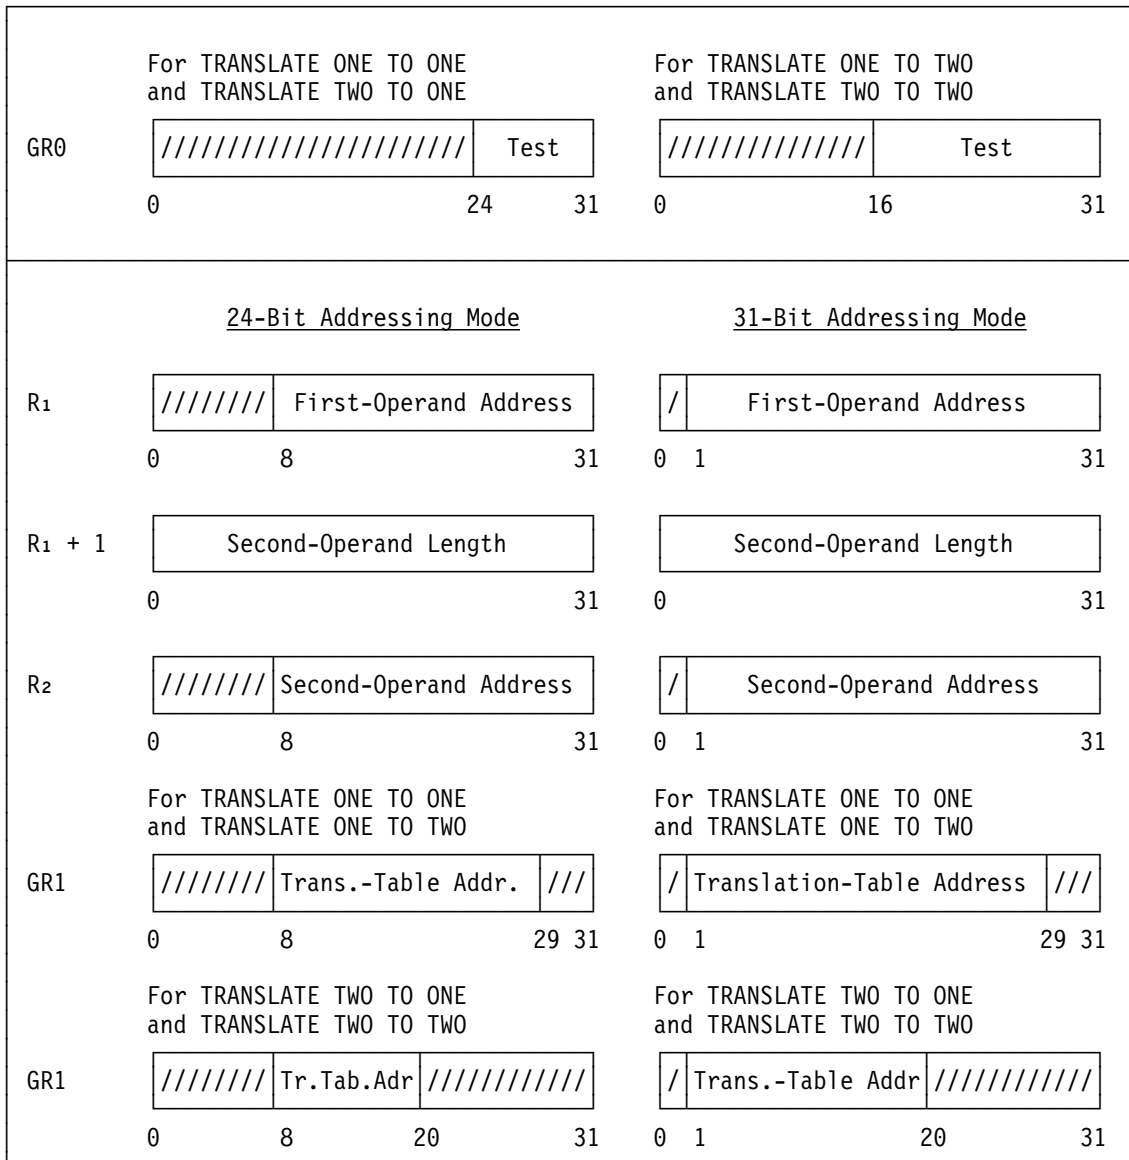 For TRANSLATE ONE TO ONE For TRANSLATE ONE TO TWO
and TRANSLATE TWO TO ONE and TRANSLATE TWO TO TWO
GR0 /////////////////////// Test /////////////// Test
0 24 31 0 16 31
24-Bit Addressing Mode 31-Bit Addressing Mode
R₁ //////// First-Operand Address / First-Operand Address
0 8 31 0 1 31
R₁ + 1 Second-Operand Length Second-Operand Length
0 31 0 31
R₂ //////// Second-Operand Address / Second-Operand Address
0 8 31 0 1 31
For TRANSLATE ONE TO ONE For TRANSLATE ONE TO ONE
and TRANSLATE ONE TO TWO and TRANSLATE ONE TO TWO
GR1 //////// Trans.-Table Addr. /// / Translation-Table Address ///
0 8 29 31 0 1 29 31
For TRANSLATE TWO TO ONE For TRANSLATE TWO TO ONE
and TRANSLATE TWO TO TWO and TRANSLATE TWO TO TWO
GR1 //////// Tr.Tab.Adr //////////// / Trans.-Table Addr ////////////
0 8 20 31 0 1 20 31